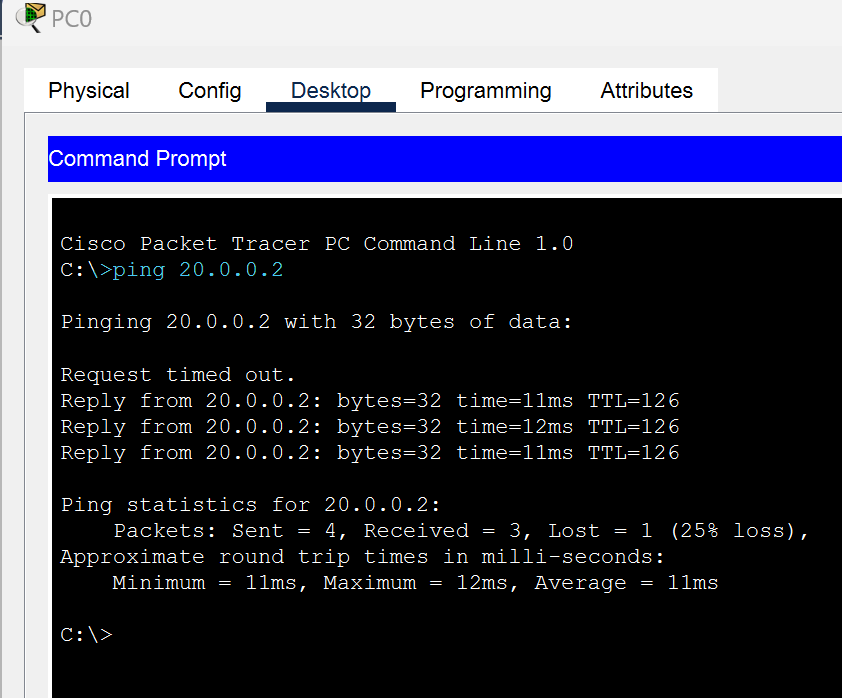 PC0
Physical Config Desktop Programming Attributes
Command Prompt
Cisco Packet Tracer PC Command Line 1.0
C:\>ping 20.0.0.2
Pinging 20.0.0.2 with 32 bytes of data:
Request timed out.
Reply from 20.0.0.2: bytes=32 time=11ms TTL=126
Reply from 20.0.0.2: bytes=32 time=12ms TTL=126
Reply from 20.0.0.2: bytes=32 time=11ms TTL=126
Ping statistics for 20.0.0.2:
Packets: Sent = 4, Received = 3, Lost = 1 (25% loss),
Approximate round trip times in milli-seconds:
Minimum = 11ms, Maximum = 12ms, Average = 11ms
C:\>